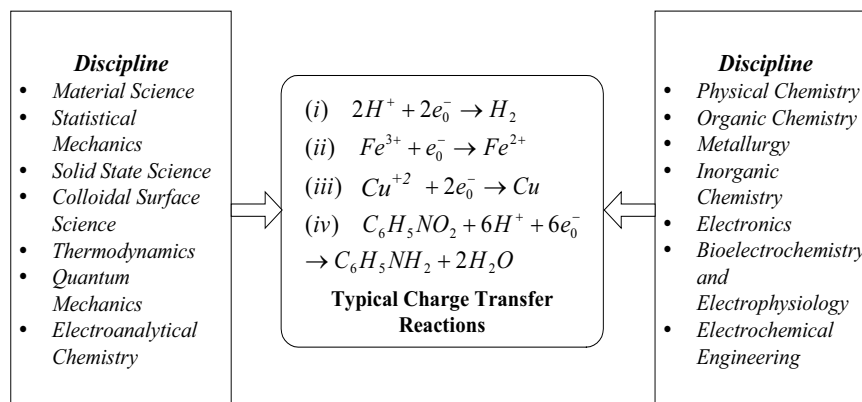 Discipline
• Material Science
• Statistical
Mechanics
• Solid State Science
• Colloidal Surface
Science
• Thermodynamics
• Quantum
Mechanics
• Electroanalytical
Chemistry
(i) 2H⁺ + 2e₀⁻ → H₂
(ii) Fe³⁺ + e₀⁻ → Fe²⁺
(iii) Cu⁺² + 2e₀⁻ → Cu
(iv) C₆H₅NO₂ + 6H⁺ + 6e₀⁻
→ C₆H₅NH₂ + 2H₂O
Typical Charge Transfer
Reactions
Discipline
• Physical Chemistry
• Organic Chemistry
• Metallurgy
• Inorganic
Chemistry
• Electronics
• Bioelectrochemistry
and
Electrophysiology
• Electrochemical
Engineering